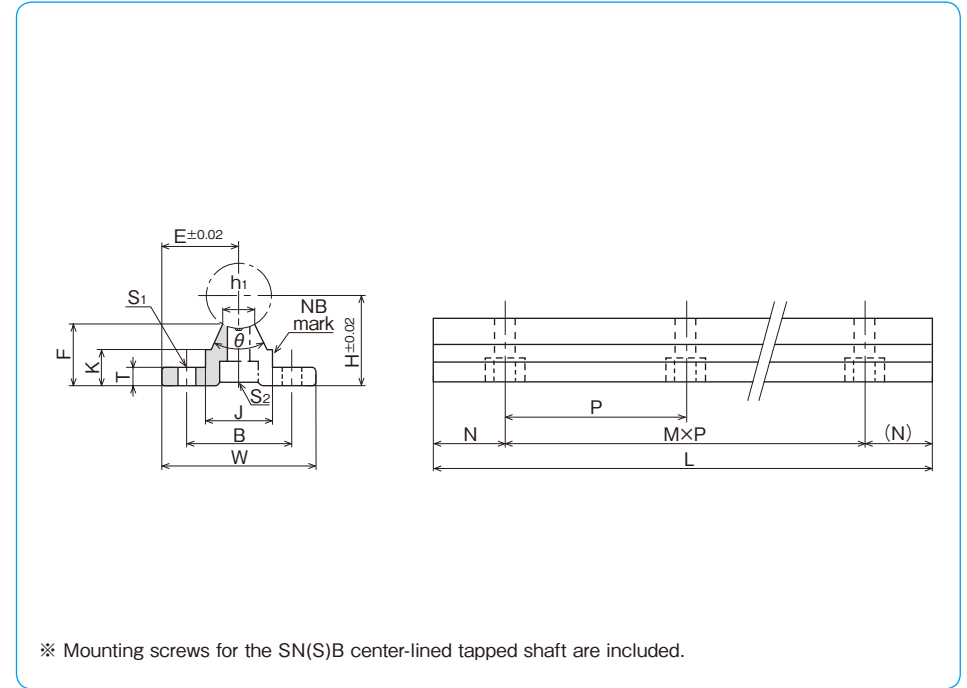 E±0.02
h1
S1
NB
mark
θ
F
K
T
H±0.02
S2
J
B
W
P
N
M×P
(N)
L
※ Mounting screws for the SN(S)B center-lined tapped shaft are included.